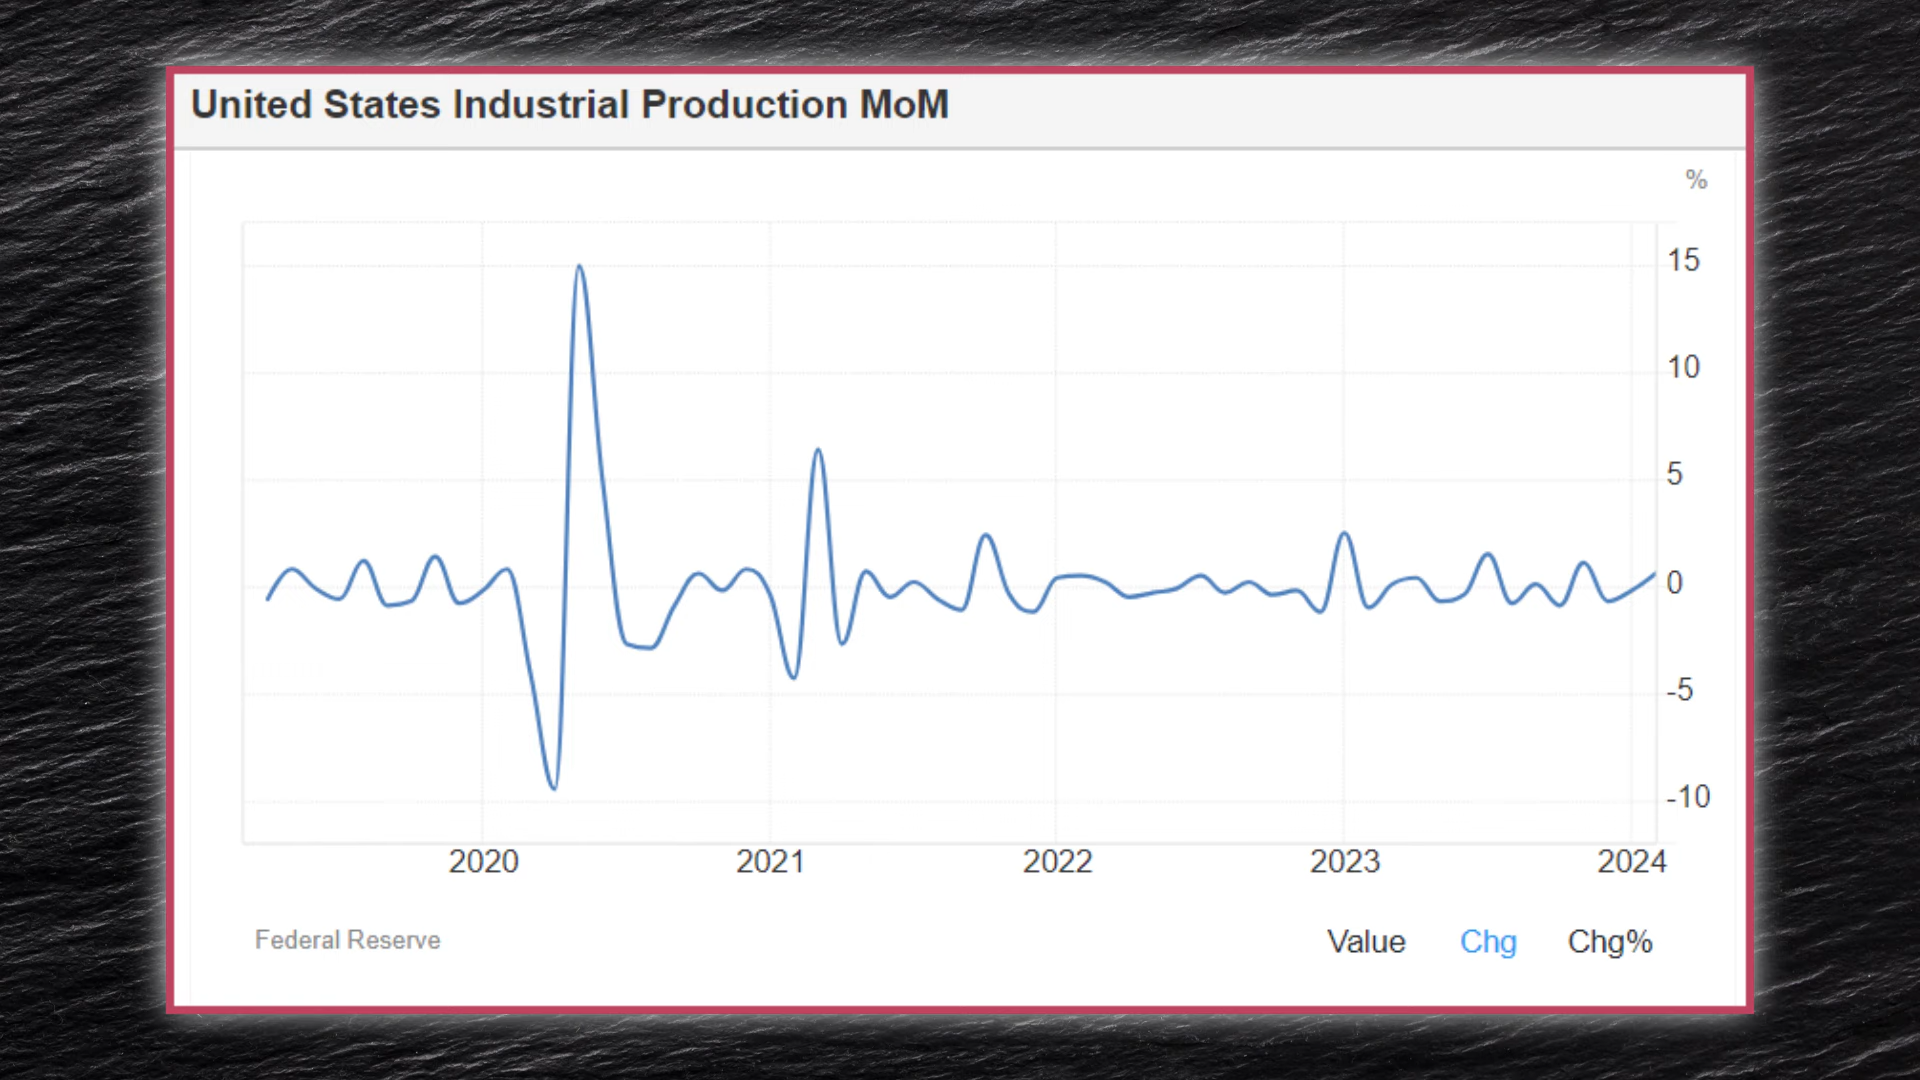 United States Industrial Production MoM
%
15
10
5
0
-5
-10
2020 2021 2022 2023 2024
Federal Reserve Value Chg Chg%